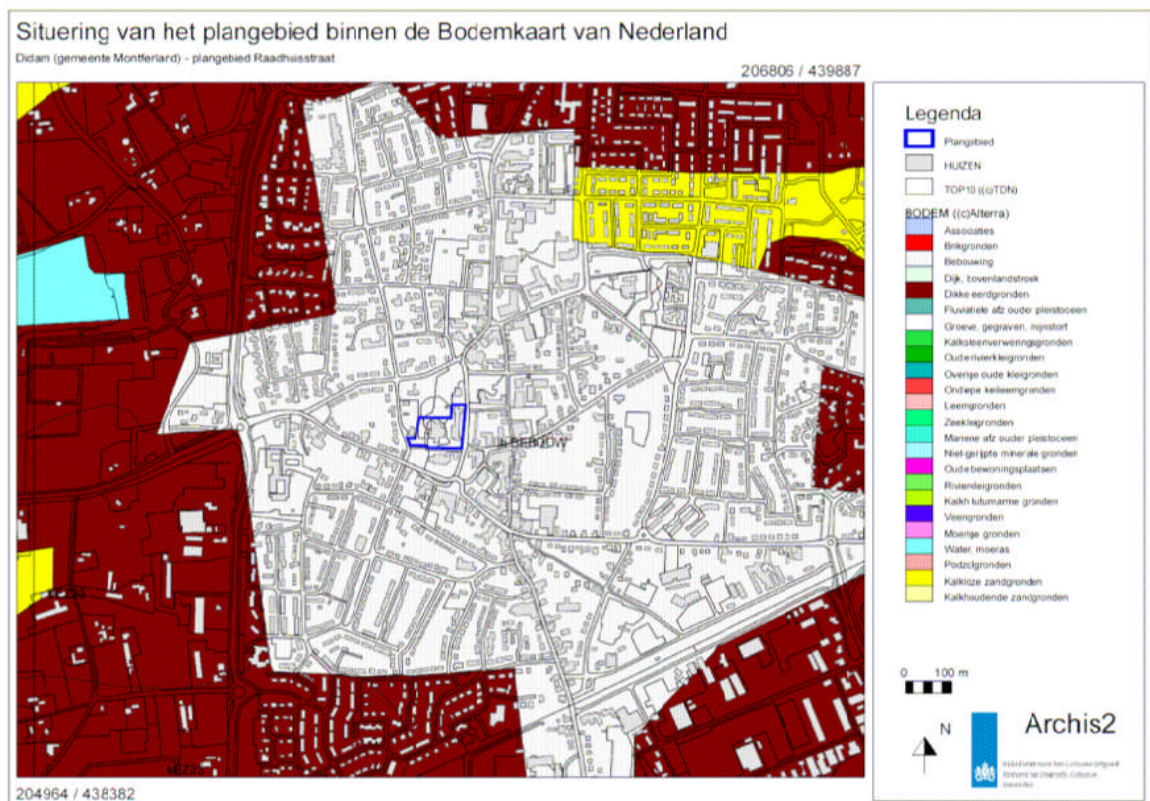 Situering van het plangebied binnen de Bodemkaart van Nederland
Didam (gemeente Montferland) - plangebied Raadhuisstraat
206806 / 439887
Legenda
Plangebied
HUIZEN
TOP10 ((c)TDN)
BODEM ((c)Alterra)
Associaties
Brikgronden
Bebouwing
Dijk, bovenlandstrook
Dikke eerdgronden
Fluviatiele afz ouder pleistoceen
Groeve, gegraven, mijnstort
Kalksteenverweringsgronden
Oude rivierkleigronden
Overige oude kleigronden
Ondiepe keileemgronden
Leemgronden
Zeekleigronden
Mariene afz ouder pleistoceen
Niet-gerijpte minerale gronden
Oude bewoningsplaatsen
Rivierkleigronden
Kalkh lutumarme gronden
Veengronden
Moerige gronden
Water, moeras
Podzolgronden
Kalkloze zandgronden
Kalkhoudende zandgronden
BEBOUW
0 100 m
N
Archis2
204964 / 438382